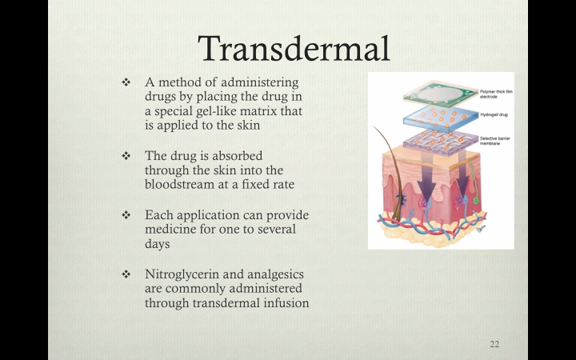 Transdermal
❖ A method of administering
drugs by placing the drug in
a special gel-like matrix that
is applied to the skin
❖ The drug is absorbed
through the skin into the
bloodstream at a fixed rate
❖ Each application can provide
medicine for one to several
days
❖ Nitroglycerin and analgesics
are commonly administered
through transdermal infusion
Polymer thick film
electrode
Hydrogel drug
Selective barrier
membrane
22